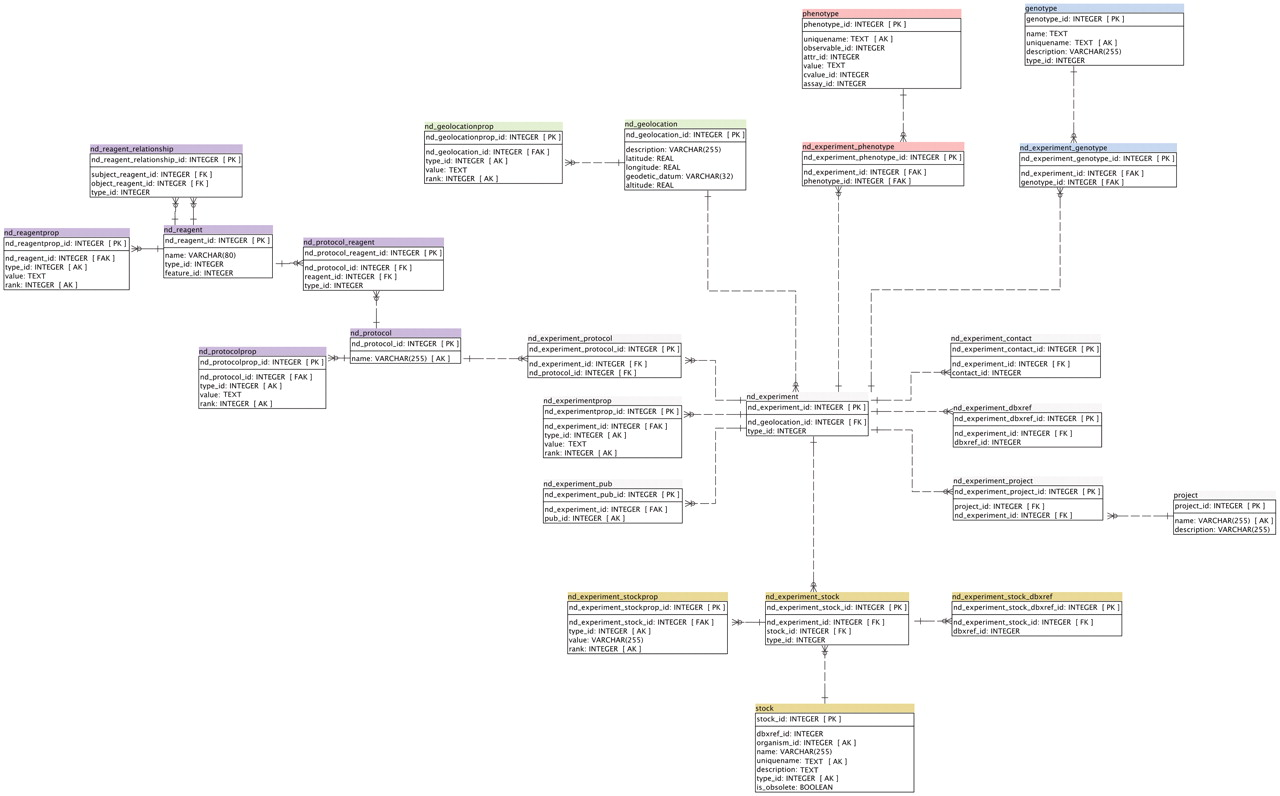 phenotype
phenotype_id: INTEGER [ PK ]
uniquename: TEXT [ AK ]
observable_id: INTEGER
attr_id: INTEGER
value: TEXT
cvalue_id: INTEGER
assay_id: INTEGER
genotype
genotype_id: INTEGER [ PK ]
name: TEXT
uniquename: TEXT [ AK ]
description: VARCHAR(255)
type_id: INTEGER
nd_geolocationprop
nd_geolocationprop_id: INTEGER [ PK ]
nd_geolocation_id: INTEGER [ FAK ]
type_id: INTEGER [ AK ]
value: TEXT
rank: INTEGER [ AK ]
nd_geolocation
nd_geolocation_id: INTEGER [ PK ]
description: VARCHAR(255)
latitude: REAL
longitude: REAL
geodetic_datum: VARCHAR(32)
altitude: REAL
nd_experiment_phenotype
nd_experiment_phenotype_id: INTEGER [ PK ]
nd_experiment_id: INTEGER [ FAK ]
phenotype_id: INTEGER [ FAK ]
nd_experiment_genotype
nd_experiment_genotype_id: INTEGER [ PK ]
nd_experiment_id: INTEGER [ FAK ]
genotype_id: INTEGER [ FAK ]
nd_reagent_relationship
nd_reagent_relationship_id: INTEGER [ PK ]
subject_reagent_id: INTEGER [ FK ]
object_reagent_id: INTEGER [ FK ]
type_id: INTEGER
nd_reagentprop
nd_reagentprop_id: INTEGER [ PK ]
nd_reagent_id: INTEGER [ FAK ]
type_id: INTEGER [ AK ]
value: TEXT
rank: INTEGER [ AK ]
nd_reagent
nd_reagent_id: INTEGER [ PK ]
name: VARCHAR(80)
type_id: INTEGER
feature_id: INTEGER
nd_protocol_reagent
nd_protocol_reagent_id: INTEGER [ PK ]
nd_protocol_id: INTEGER [ FK ]
reagent_id: INTEGER [ FK ]
type_id: INTEGER
nd_protocolprop
nd_protocolprop_id: INTEGER [ PK ]
nd_protocol_id: INTEGER [ FAK ]
type_id: INTEGER [ AK ]
value: TEXT
rank: INTEGER [ AK ]
nd_protocol
nd_protocol_id: INTEGER [ PK ]
name: VARCHAR(255) [ AK ]
nd_experiment_protocol
nd_experiment_protocol_id: INTEGER [ PK ]
nd_experiment_id: INTEGER [ FK ]
nd_protocol_id: INTEGER [ FK ]
nd_experiment_contact
nd_experiment_contact_id: INTEGER [ PK ]
nd_experiment_id: INTEGER [ FK ]
contact_id: INTEGER
nd_experimentprop
nd_experimentprop_id: INTEGER [ PK ]
nd_experiment_id: INTEGER [ FAK ]
type_id: INTEGER [ AK ]
value: TEXT
rank: INTEGER [ AK ]
nd_experiment
nd_experiment_id: INTEGER [ PK ]
nd_geolocation_id: INTEGER [ FK ]
type_id: INTEGER
nd_experiment_dbxref
nd_experiment_dbxref_id: INTEGER [ PK ]
nd_experiment_id: INTEGER [ FK ]
dbxref_id: INTEGER
nd_experiment_pub
nd_experiment_pub_id: INTEGER [ PK ]
nd_experiment_id: INTEGER [ FAK ]
pub_id: INTEGER [ AK ]
nd_experiment_project
nd_experiment_project_id: INTEGER [ PK ]
project_id: INTEGER [ FK ]
nd_experiment_id: INTEGER [ FK ]
project
project_id: INTEGER [ PK ]
name: VARCHAR(255) [ AK ]
description: VARCHAR(255)
nd_experiment_stockprop
nd_experiment_stockprop_id: INTEGER [ PK ]
nd_experiment_stock_id: INTEGER [ FAK ]
type_id: INTEGER [ AK ]
value: VARCHAR(255)
rank: INTEGER [ AK ]
nd_experiment_stock
nd_experiment_stock_id: INTEGER [ PK ]
nd_experiment_id: INTEGER [ FK ]
stock_id: INTEGER [ FK ]
type_id: INTEGER
nd_experiment_stock_dbxref
nd_experiment_stock_dbxref_id: INTEGER [ PK ]
nd_experiment_stock_id: INTEGER [ FK ]
dbxref_id: INTEGER
stock
stock_id: INTEGER [ PK ]
dbxref_id: INTEGER
organism_id: INTEGER [ AK ]
name: VARCHAR(255)
uniquename: TEXT [ AK ]
description: TEXT
type_id: INTEGER [ AK ]
is_obsolete: BOOLEAN